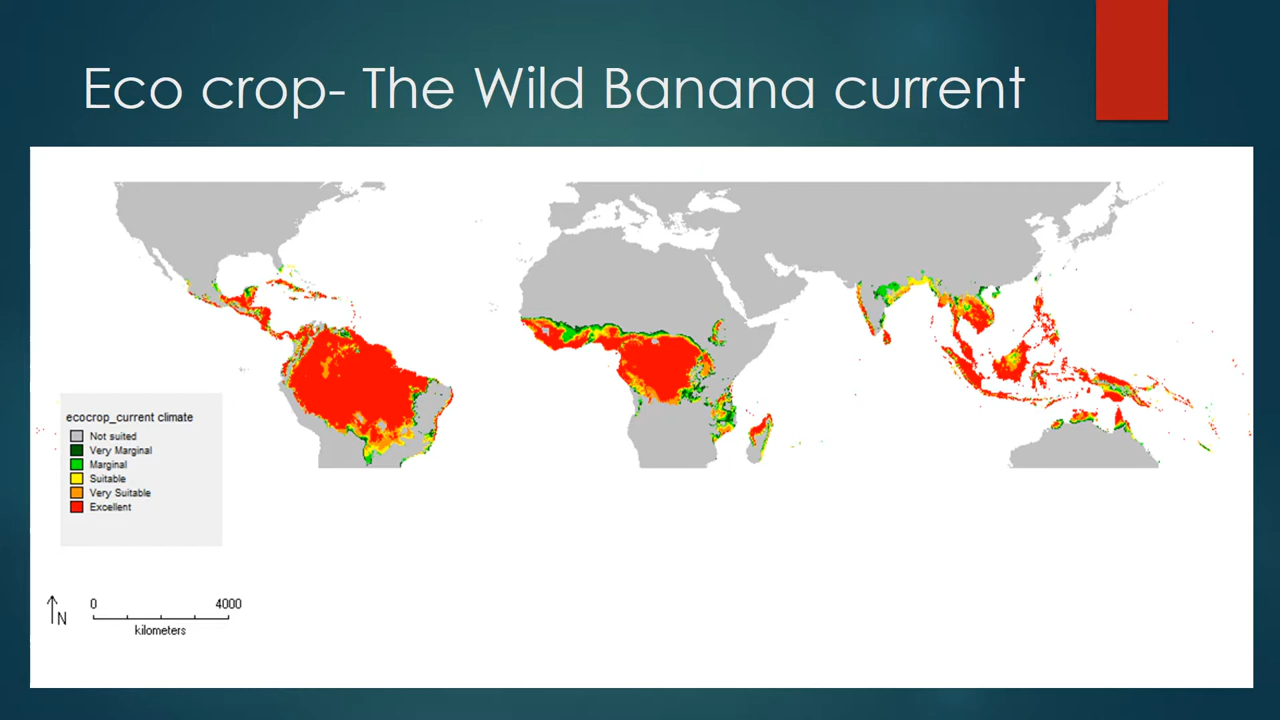 Eco crop- The Wild Banana current
ecocrop_current climate
Not suited
Very Marginal
Marginal
Suitable
Very Suitable
Excellent
N
0 4000
kilometers